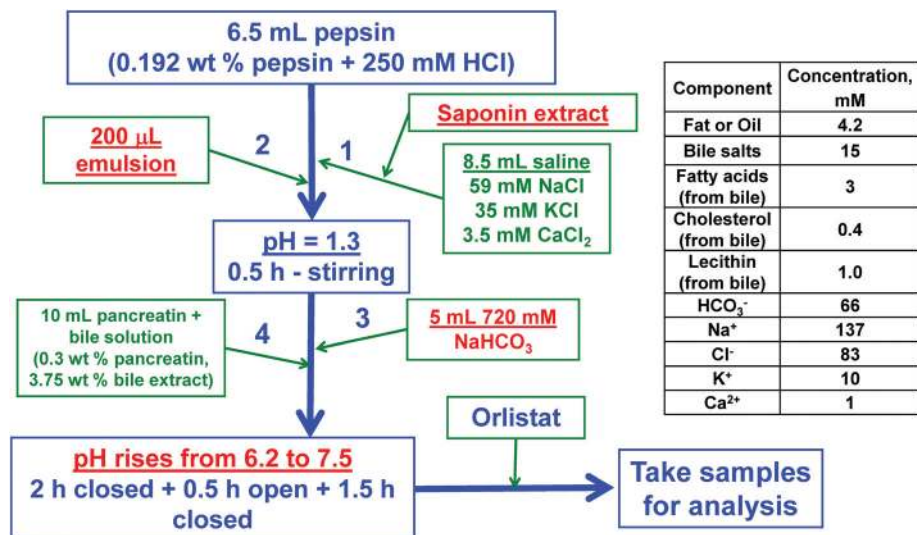 6.5 mL pepsin
(0.192 wt % pepsin + 250 mM HCl)
200 μL
emulsion
2
1
Saponin extract
8.5 mL saline
59 mM NaCl
35 mM KCl
3.5 mM CaCl₂
pH = 1.3
0.5 h - stirring
10 mL pancreatin +
bile solution
(0.3 wt % pancreatin,
3.75 wt % bile extract)
4
3
5 mL 720 mM
NaHCO₃
Orlistat
pH rises from 6.2 to 7.5
2 h closed + 0.5 h open + 1.5 h
closed
Take samples
for analysis
Component
Concentration,
mM
Fat or Oil
4.2
Bile salts
15
Fatty acids
(from bile)
3
Cholesterol
(from bile)
0.4
Lecithin
(from bile)
1.0
HCO₃⁻
66
Na⁺
137
Cl⁻
83
K⁺
10
Ca²⁺
1